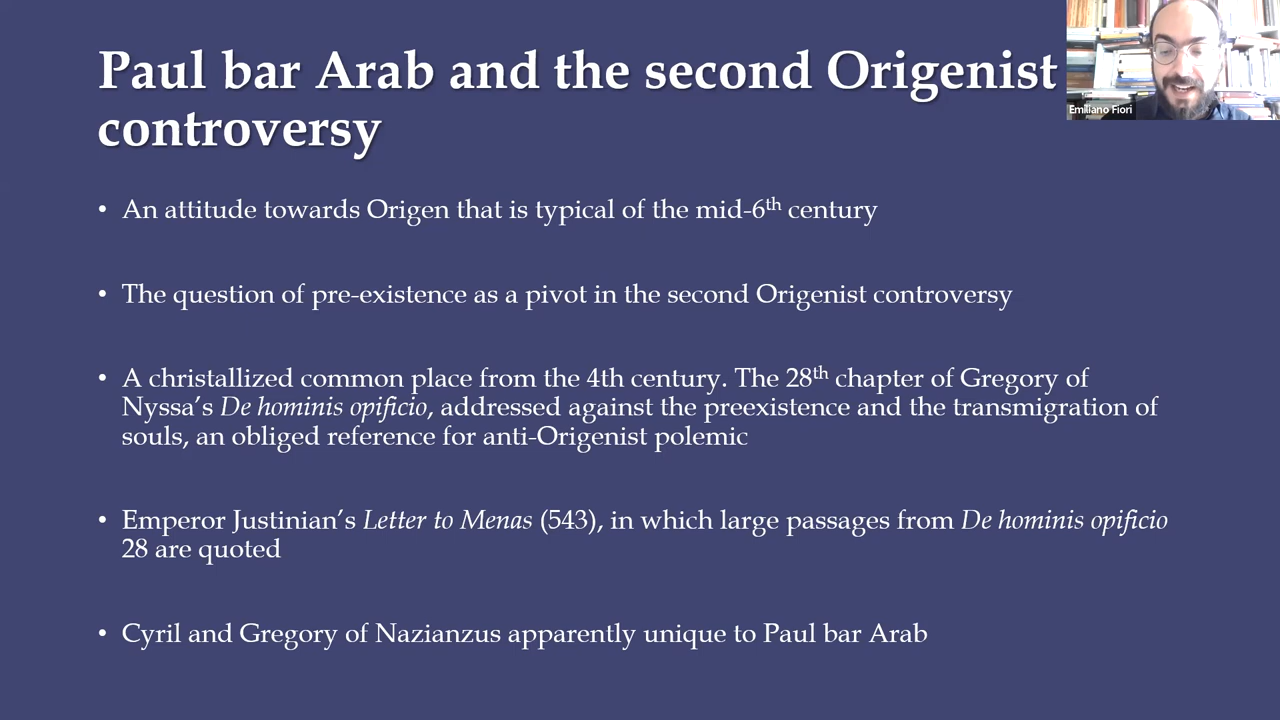 Paul bar Arab and the second Origenist
controversy
Emiliano Fiori
• An attitude towards Origen that is typical of the mid-6th century
• The question of pre-existence as a pivot in the second Origenist controversy
• A christallized common place from the 4th century. The 28th chapter of Gregory of
Nyssa’s De hominis opificio, addressed against the preexistence and the transmigration of
souls, an obliged reference for anti-Origenist polemic
• Emperor Justinian’s Letter to Menas (543), in which large passages from De hominis opificio
28 are quoted
• Cyril and Gregory of Nazianzus apparently unique to Paul bar Arab